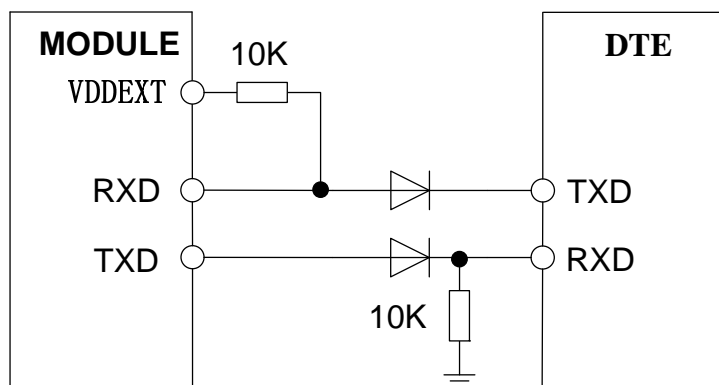 MODULE
DTE
10K
VDDEXT
RXD
TXD
TXD
RXD
10K